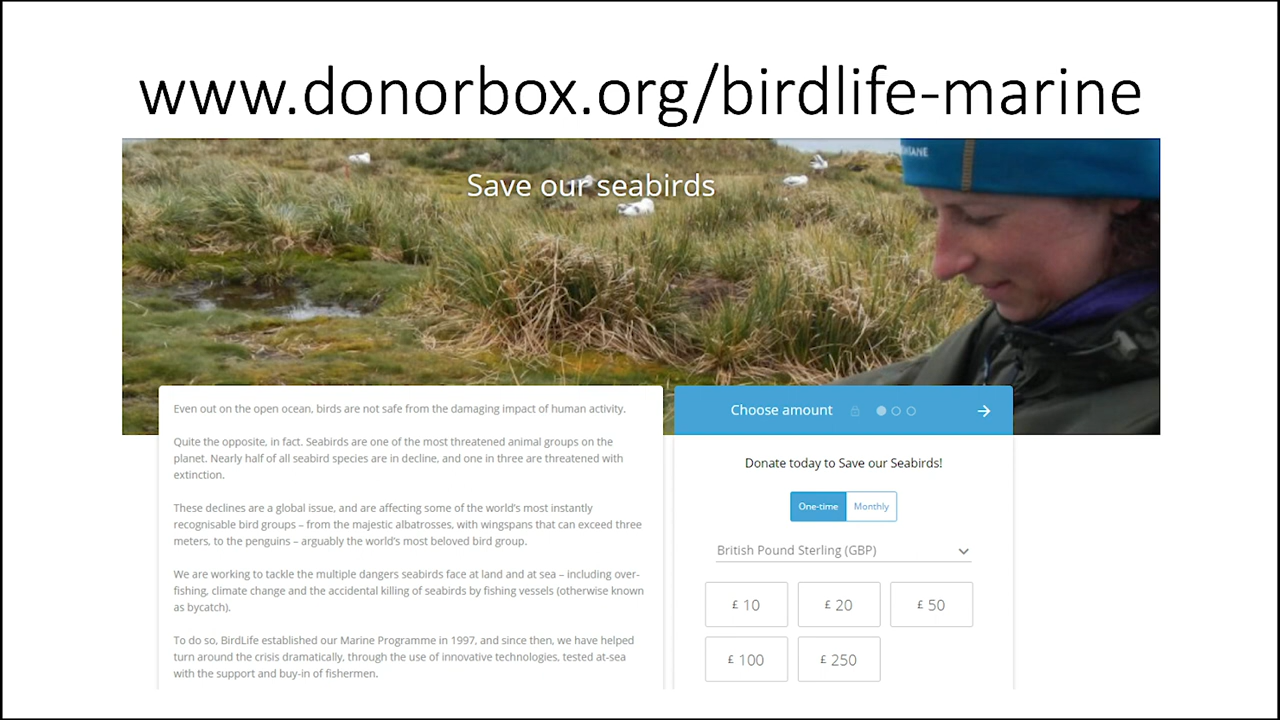 www.donorbox.org/birdlife-marine
Save our seabirds
Even out on the open ocean, birds are not safe from the damaging impact of human activity.
Quite the opposite, in fact. Seabirds are one of the most threatened animal groups on the
planet. Nearly half of all seabird species are in decline, and one in three are threatened with
extinction.
These declines are a global issue, and are affecting some of the world's most instantly
recognisable bird groups – from the majestic albatrosses, with wingspans that can exceed three
meters, to the penguins – arguably the world's most beloved bird group.
We are working to tackle the multiple dangers seabirds face at land and at sea – including over-
fishing, climate change and the accidental killing of seabirds by fishing vessels (otherwise known
as bycatch).
To do so, BirdLife established our Marine Programme in 1997, and since then, we have helped
turn around the crisis dramatically, through the use of innovative technologies, tested at-sea
with the support and buy-in of fishermen.
Choose amount
Donate today to Save our Seabirds!
One-time Monthly
British Pound Sterling (GBP)
£ 10 £ 20 £ 50
£ 100 £ 250